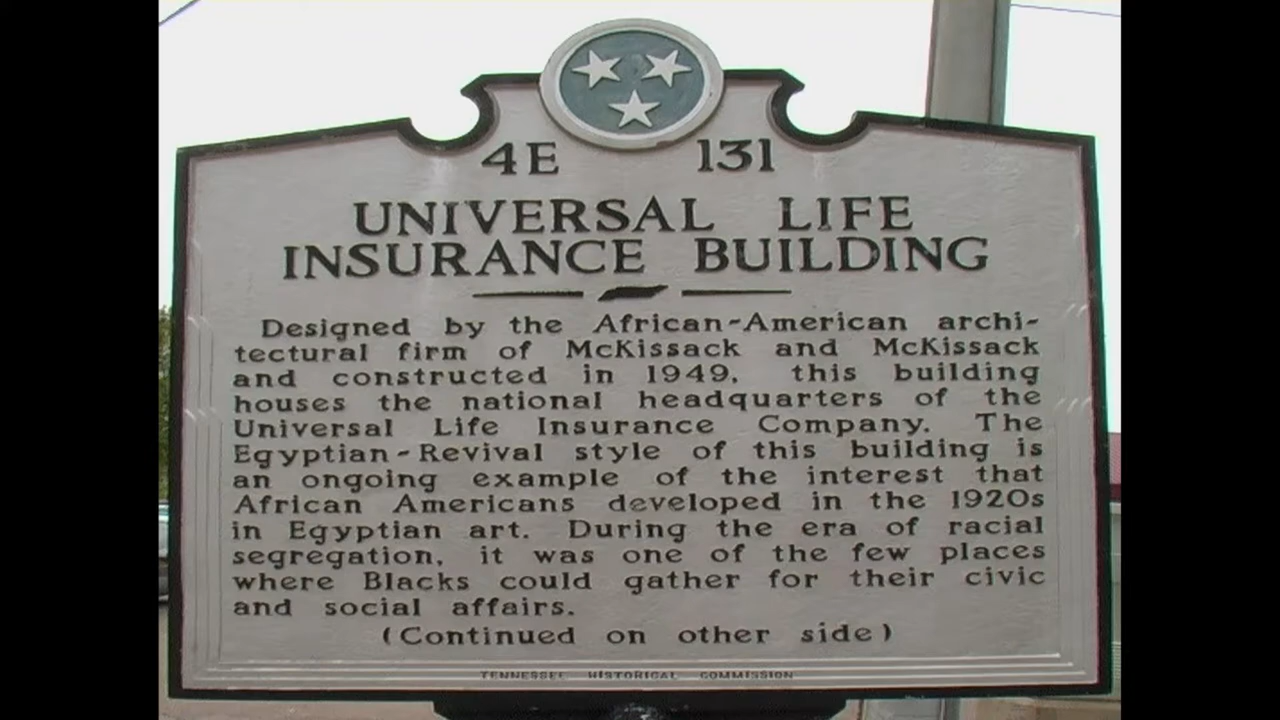 4E 131
UNIVERSAL LIFE
INSURANCE BUILDING
Designed by the African-American archi-
tectural firm of McKissack and McKissack
and constructed in 1949, this building
houses the national headquarters of the
Universal Life Insurance Company. The
Egyptian-Revival style of this building is
an ongoing example of the interest that
African Americans developed in the 1920s
in Egyptian art. During the era of racial
segregation, it was one of the few places
where Blacks could gather for their civic
and social affairs.
(Continued on other side)
TENNESSEE HISTORICAL COMMISSION